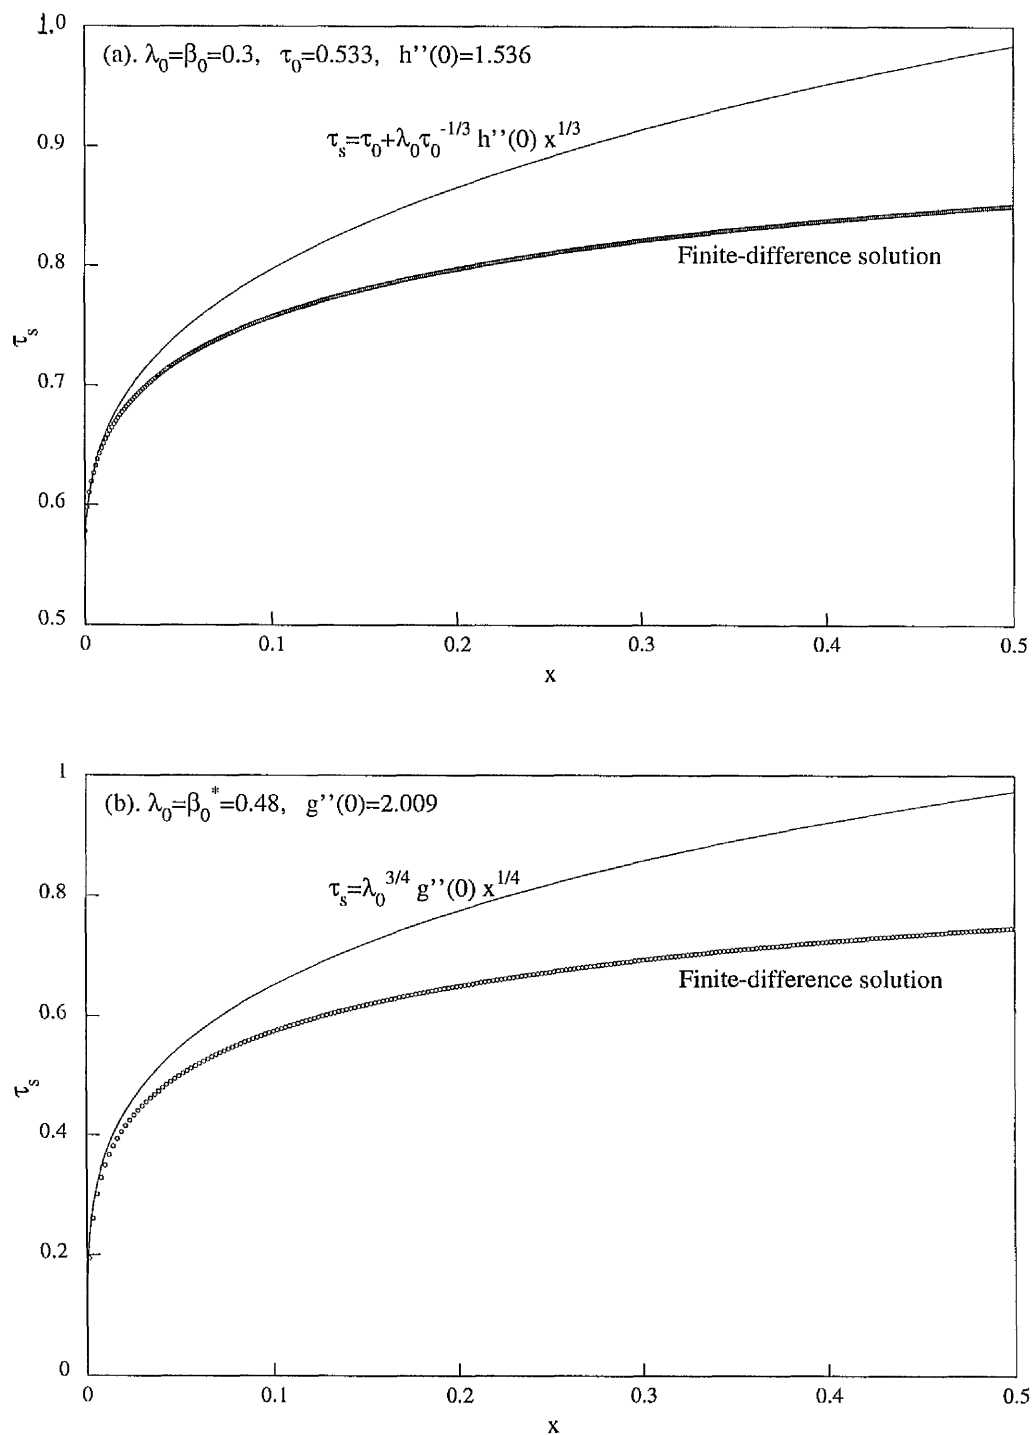 1.0
(a). λ₀=β₀=0.3, τ₀=0.533, h’’(0)=1.536
τₛ=τ₀+λ₀τ₀⁻¹/³ h’’(0) x¹/³
0.9
0.8
Finite-difference solution
τₛ
0.7
0.6
0.5
0 0.1 0.2 0.3 0.4 0.5
x
1
(b). λ₀=β₀*=0.48, g’’(0)=2.009
τₛ=λ₀³/⁴ g’’(0) x¹/⁴
0.8
Finite-difference solution
0.6
τₛ
0.4
0.2
0
0 0.1 0.2 0.3 0.4 0.5
x